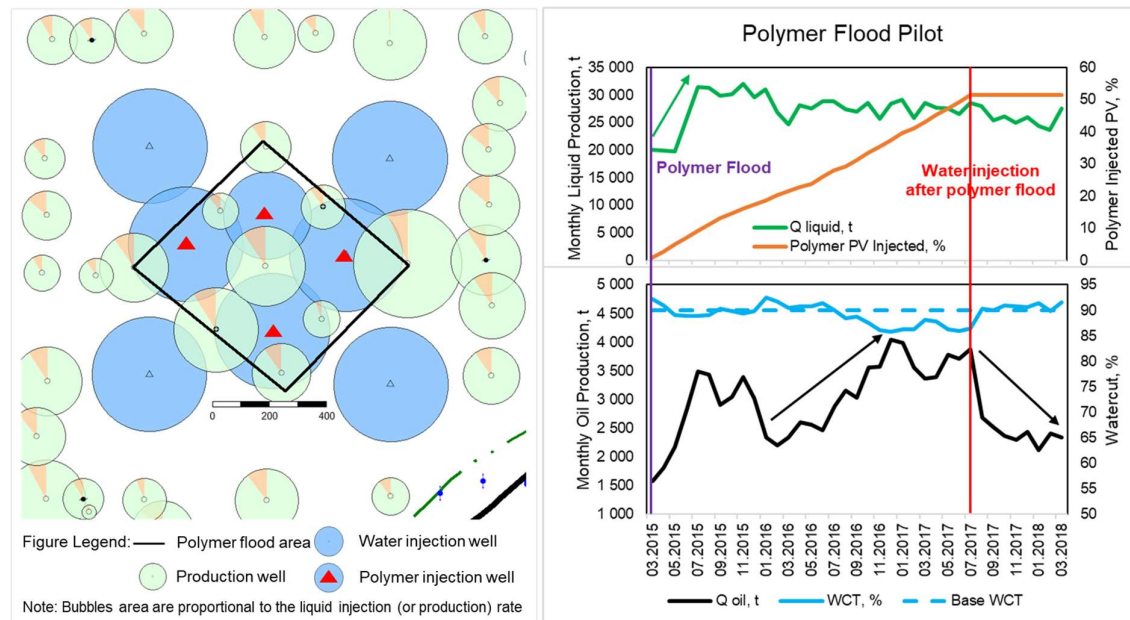 0 200 400
Figure Legend:
Polymer flood area
Water injection well
Production well
Polymer injection well
Note: Bubbles area are proportional to the liquid injection (or production) rate
Polymer Flood Pilot
Monthly Liquid Production, t
35 000
30 000
25 000
20 000
15 000
10 000
5 000
0
Polymer Flood
Water injection
after polymer flood
Q liquid, t
Polymer PV Injected, %
60
50
40
30
20
10
0
Polymer Injected PV, %
Monthly Oil Production, t
5 000
4 500
4 000
3 500
3 000
2 500
2 000
1 500
1 000
95
90
85
80
75
70
65
60
55
50
Watercut, %
03.2015
05.2015
07.2015
09.2015
11.2015
01.2016
03.2016
05.2016
07.2016
09.2016
11.2016
01.2017
03.2017
05.2017
07.2017
09.2017
11.2017
01.2018
03.2018
Q oil, t
WCT, %
Base WCT